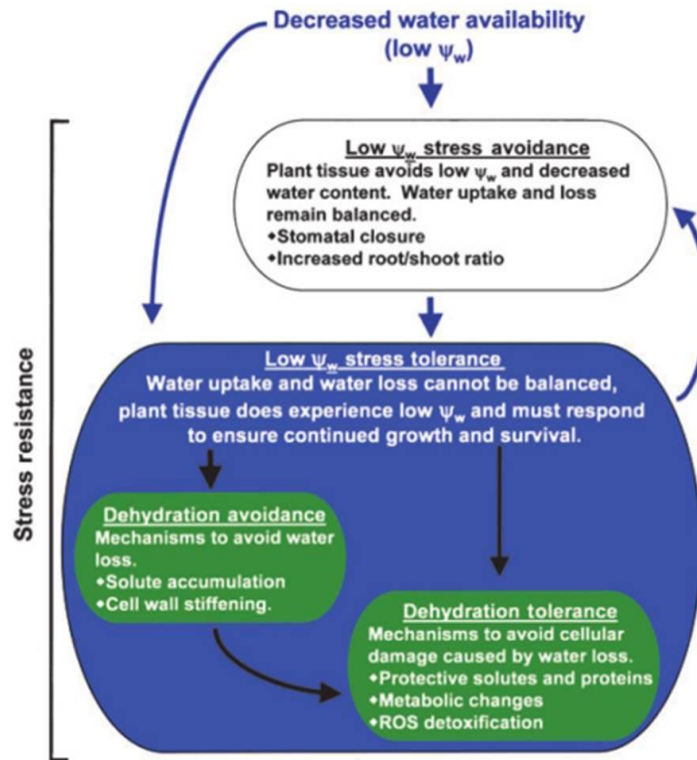 Decreased water availability
(low ψw)
Low ψw stress avoidance
Plant tissue avoids low ψw and decreased
water content. Water uptake and loss
remain balanced.
◆Stomatal closure
◆Increased root/shoot ratio
Stress resistance
Low ψw stress tolerance
Water uptake and water loss cannot be balanced,
plant tissue does experience low ψw and must respond
to ensure continued growth and survival.
Dehydration avoidance
Mechanisms to avoid water
loss.
◆Solute accumulation
◆Cell wall stiffening.
Dehydration tolerance
Mechanisms to avoid cellular
damage caused by water loss.
◆Protective solutes and proteins
◆Metabolic changes
◆ROS detoxification